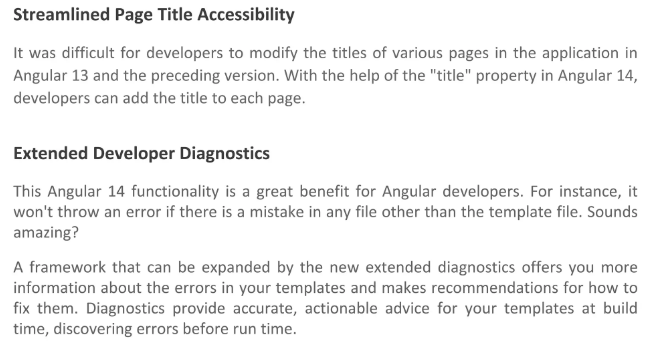 Streamlined Page Title Accessibility
It was difficult for developers to modify the titles of various pages in the application in
Angular 13 and the preceding version. With the help of the "title" property in Angular 14,
developers can add the title to each page.
Extended Developer Diagnostics
This Angular 14 functionality is a great benefit for Angular developers. For instance, it
won't throw an error if there is a mistake in any file other than the template file. Sounds
amazing?
A framework that can be expanded by the new extended diagnostics offers you more
information about the errors in your templates and makes recommendations for how to
fix them. Diagnostics provide accurate, actionable advice for your templates at build
time, discovering errors before run time.